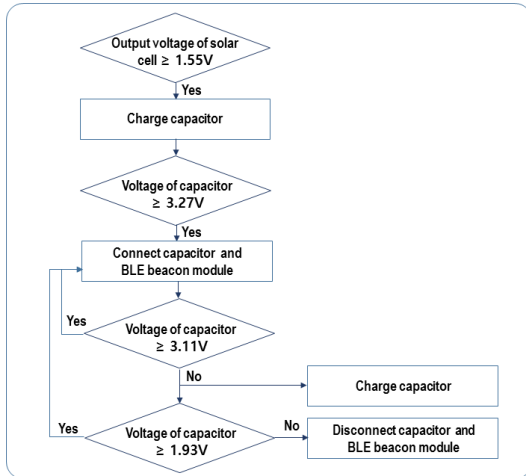 Output voltage of solar
cell ≥ 1.55V
Yes
Charge capacitor
Voltage of capacitor
≥ 3.27V
Yes
Connect capacitor and
BLE beacon module
Yes
Voltage of capacitor
≥ 3.11V
No
Charge capacitor
Yes
Voltage of capacitor
≥ 1.93V
No
Disconnect capacitor and
BLE beacon module